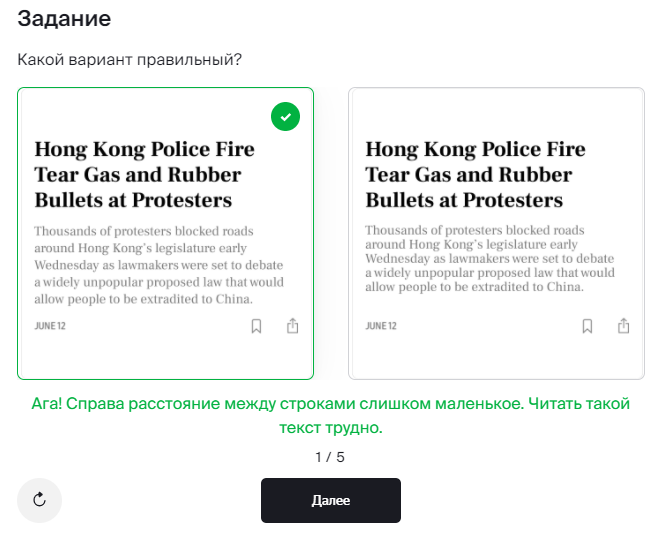 Задание
Какой вариант правильный?
Hong Kong Police Fire
Tear Gas and Rubber
Bullets at Protesters
Thousands of protesters blocked roads
around Hong Kong's legislature early
Wednesday as lawmakers were set to debate
a widely unpopular proposed law that would
allow people to be extradited to China.
JUNE 12
Hong Kong Police Fire
Tear Gas and Rubber
Bullets at Protesters
Thousands of protesters blocked roads
around Hong Kong's legislature early
Wednesday as lawmakers were set to debate
a widely unpopular proposed law that would
allow people to be extradited to China.
JUNE 12
Ага! Справа расстояние между строками слишком маленькое. Читать такой
текст трудно.
1 / 5
Далее